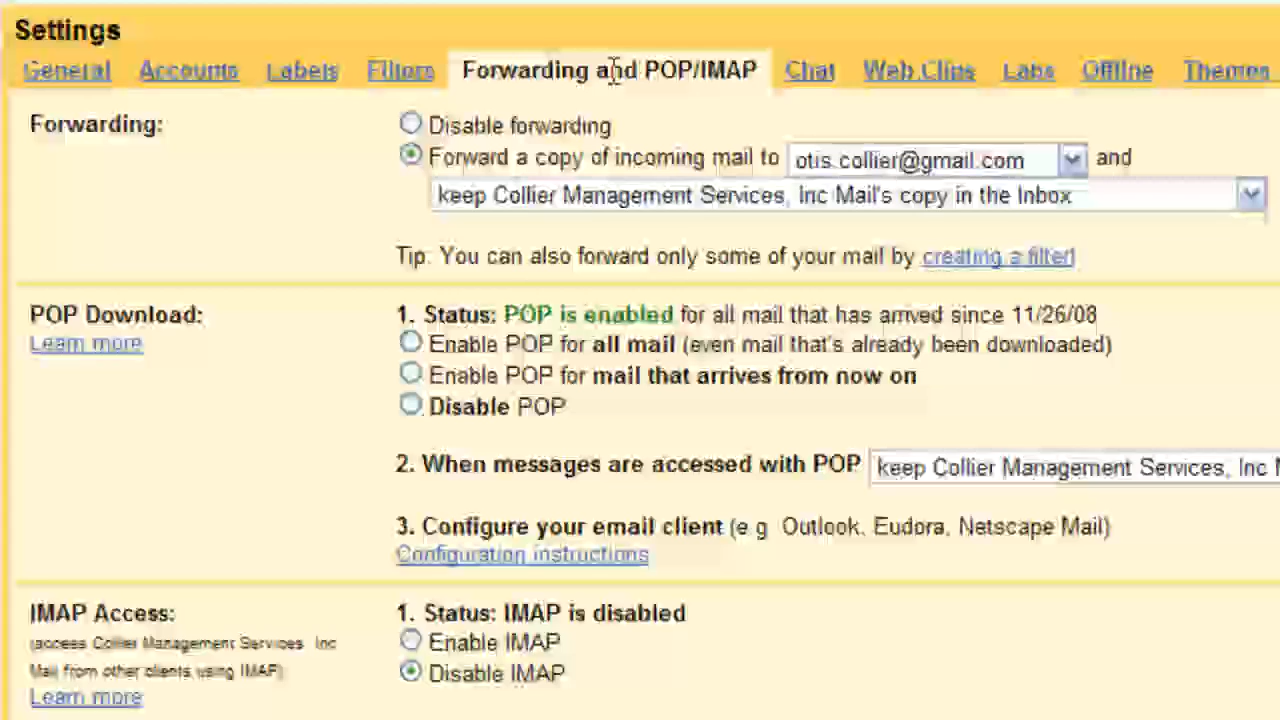 Settings
General Accounts Labels Filters Forwarding and POP/IMAP Chat Web Clips Labs Offline Themes
Forwarding:
Disable forwarding
Forward a copy of incoming mail to otis.collier@gmail.com and
keep Collier Management Services, Inc Mail's copy in the Inbox
Tip: You can also forward only some of your mail by creating a filter!
POP Download:
Learn more
1. Status: POP is enabled for all mail that has arrived since 11/26/08
Enable POP for all mail (even mail that's already been downloaded)
Enable POP for mail that arrives from now on
Disable POP
2. When messages are accessed with POP keep Collier Management Services, Inc
3. Configure your email client (e.g. Outlook, Eudora, Netscape Mail)
Configuration instructions
IMAP Access:
(access Collier Management Services, Inc
Mail from other clients using IMAP)
Learn more
1. Status: IMAP is disabled
Enable IMAP
Disable IMAP